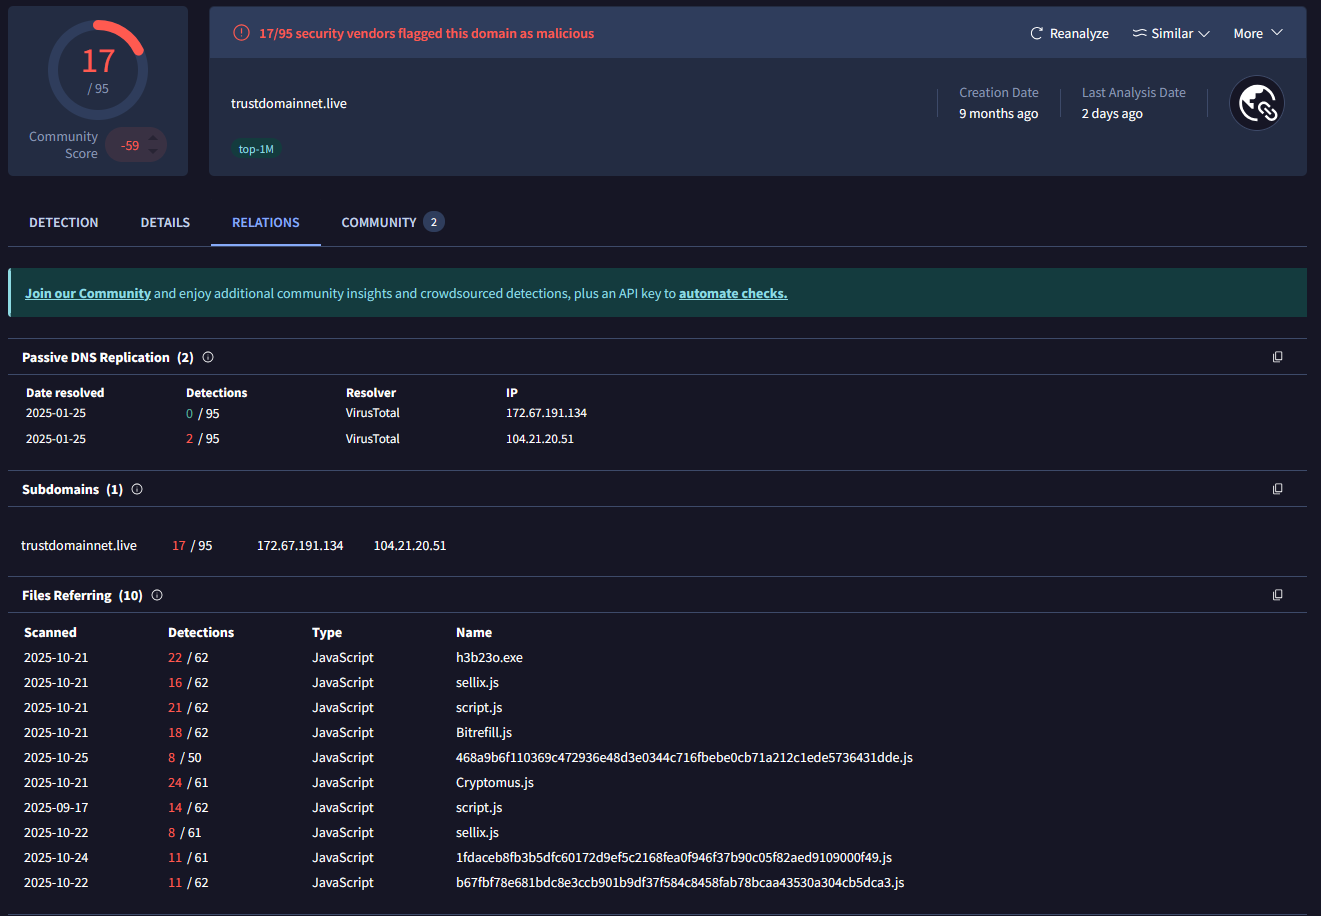 17
/ 95
Community
Score
-59
17/95 security vendors flagged this domain as malicious
Reanalyze
Similar
More
trustdomainnet.live
top-1M
Creation Date
9 months ago
Last Analysis Date
2 days ago
DETECTION DETAILS RELATIONS COMMUNITY 2
Join our Community and enjoy additional community insights and crowdsourced detections, plus an API key to automate checks.
Passive DNS Replication (2)
Date resolved Detections Resolver IP
2025-01-25 0 / 95 VirusTotal 172.67.191.134
2025-01-25 2 / 95 VirusTotal 104.21.20.51
Subdomains (1)
trustdomainnet.live 17 / 95 172.67.191.134 104.21.20.51
Files Referring (10)
Scanned Detections Type Name
2025-10-21 22 / 62 JavaScript h3b23o.exe
2025-10-21 16 / 62 JavaScript sellix.js
2025-10-21 21 / 62 JavaScript script.js
2025-10-21 18 / 62 JavaScript Bitrefill.js
2025-10-25 8 / 50 JavaScript 468a9b6f110369c472936e48d3e0344c716fbebe0cb71a212c1ede5736431dde.js
2025-10-21 24 / 61 JavaScript Cryptomus.js
2025-09-17 14 / 62 JavaScript script.js
2025-10-22 8 / 61 JavaScript sellix.js
2025-10-24 11 / 61 JavaScript 1fdaceb8fb3b5dfc60172d9ef5c2168fea0f946f37b90c05f82aed9109000f49.js
2025-10-22 11 / 62 JavaScript b67fbf78e681bdc8e3ccb901b9df37f584c8458fab78bcaa43530a304cb5dca3.js